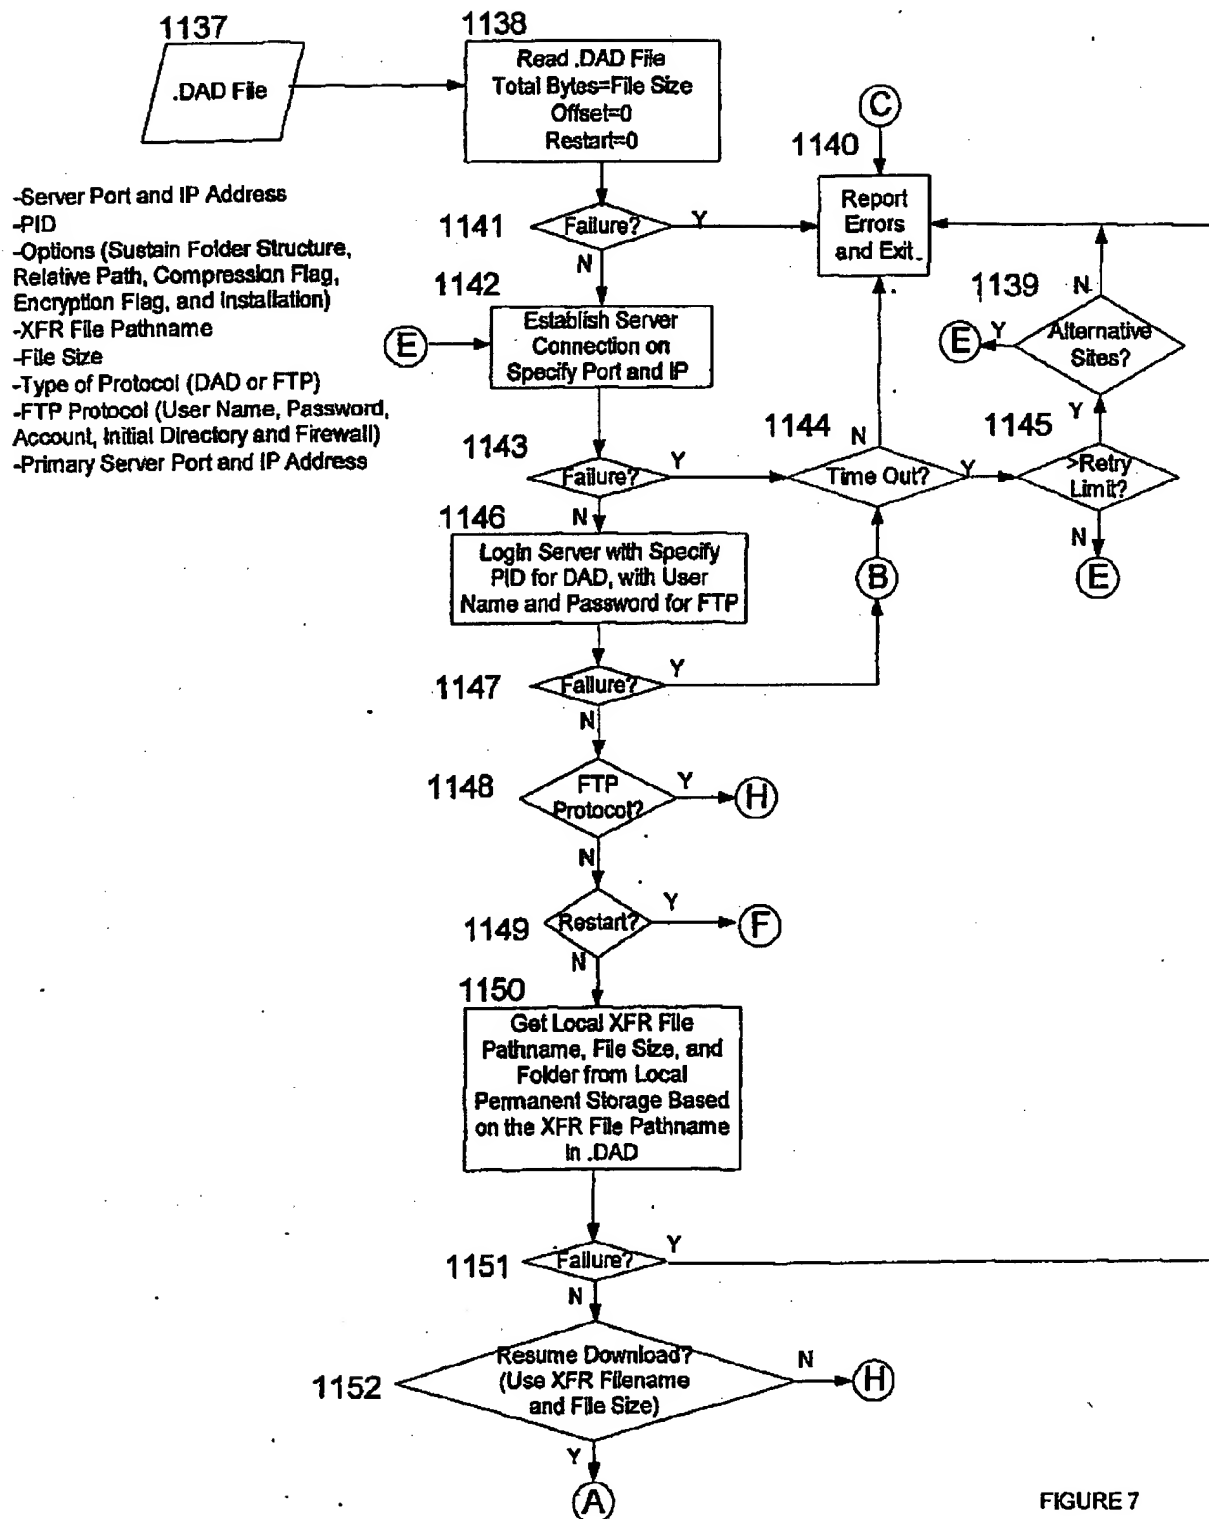 1137
.DAD File
1138
Read .DAD File
Total Bytes=File Size
Offset=0
Restart=0
C
1140
Report
Errors
and Exit
-Server Port and IP Address
-PID
-Options (Sustain Folder Structure,
Relative Path, Compression Flag,
Encryption Flag, and Installation)
-XFR File Pathname
-File Size
-Type of Protocol (DAD or FTP)
-FTP Protocol (User Name, Password,
Account, Initial Directory and Firewall)
-Primary Server Port and IP Address
1141
Failure?
Y
N
1142
E
Establish Server
Connection on
Specify Port and IP
1139
N
E
Y
Alternative
Sites?
Y
1143
Failure?
Y
N
1144
N
Time Out?
Y
1145
>Retry
Limit?
N
E
1146
Login Server with Specify
PID for DAD, with User
Name and Password for FTP
B
1147
Failure?
Y
N
1148
FTP
Protocol?
Y
H
N
1149
Restart?
Y
F
N
1150
Get Local XFR File
Pathname, File Size, and
Folder from Local
Permanent Storage Based
on the XFR File Pathname
in .DAD
1151
Failure?
Y
N
1152
Resume Download?
(Use XFR Filename
and File Size)
N
H
Y
A
FIGURE 7